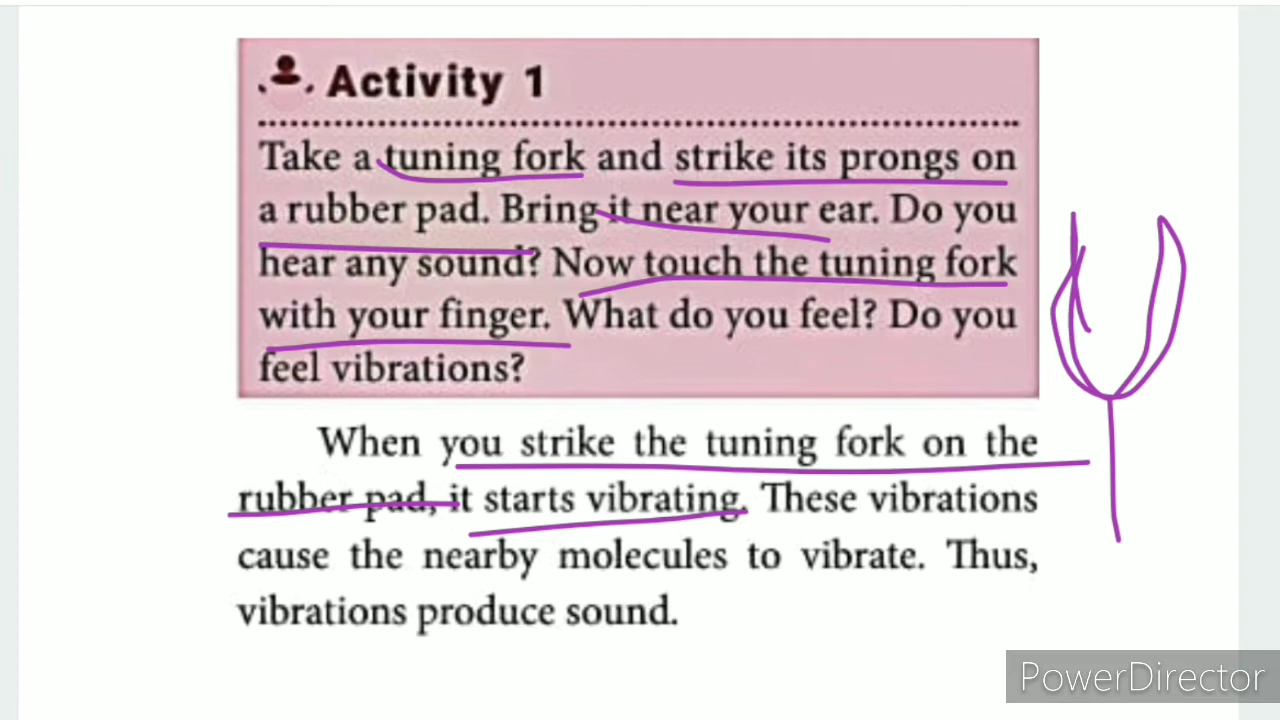 Activity 1
Take a tuning fork and strike its prongs on
a rubber pad. Bring it near your ear. Do you
hear any sound? Now touch the tuning fork
with your finger. What do you feel? Do you
feel vibrations?
When you strike the tuning fork on the
rubber pad, it starts vibrating. These vibrations
cause the nearby molecules to vibrate. Thus,
vibrations produce sound.
PowerDirector